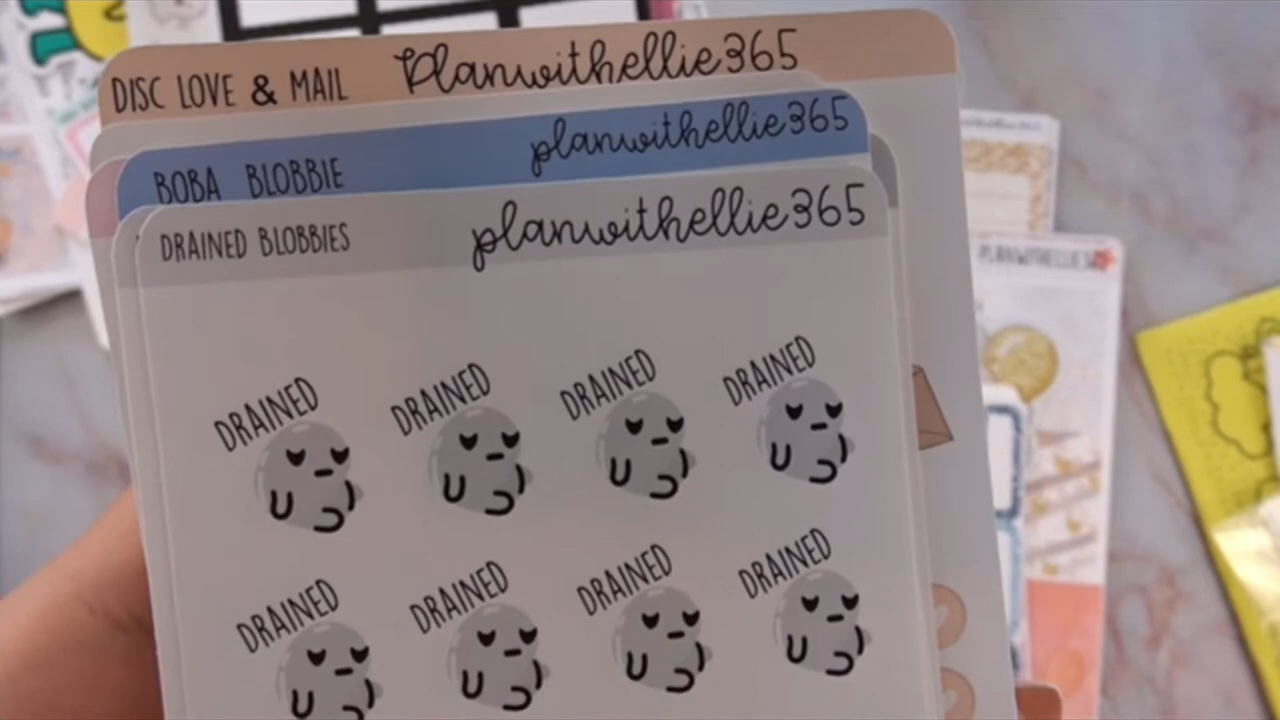 DISC LOVE & MAIL Planwithellie365
BOBA BLOBBIE planwithellie365
DRAINED BLOBBIES planwithellie365
DRAINED DRAINED DRAINED DRAINED
DRAINED DRAINED DRAINED DRAINED